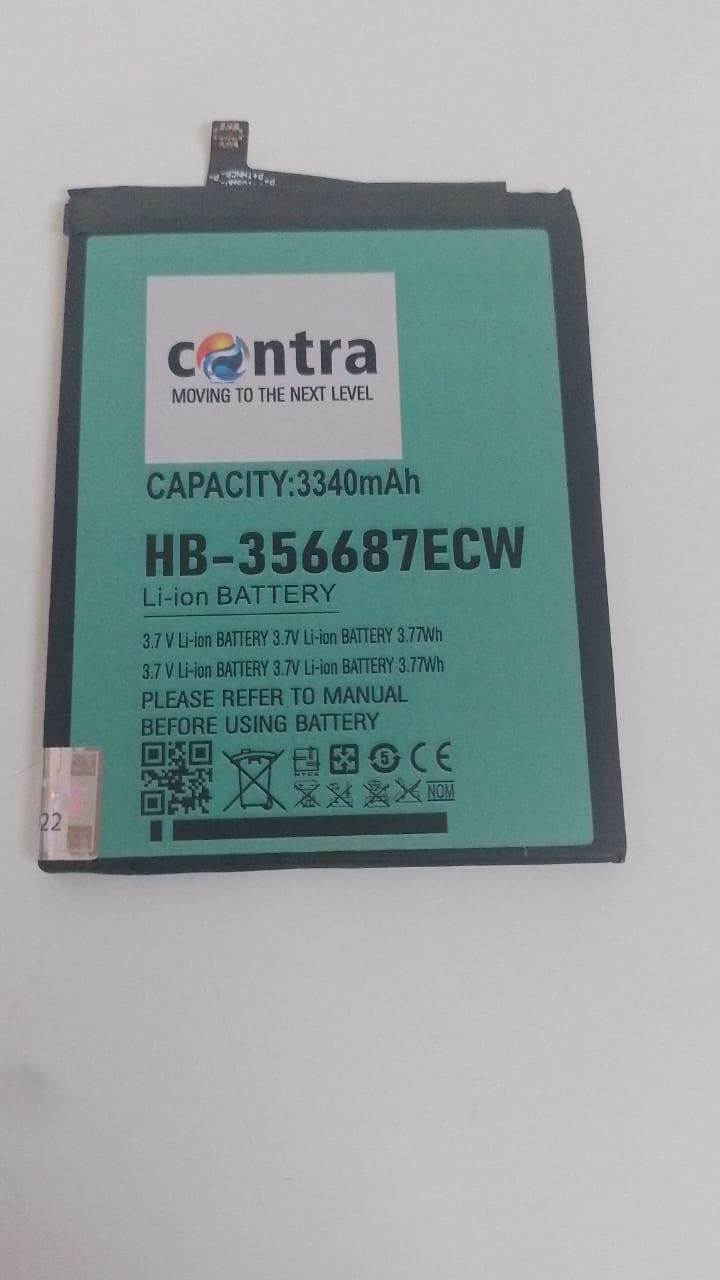 contra
MOVING TO THE NEXT LEVEL
CAPACITY:3340mAh
HB-356687ECW
Li-ion BATTERY
3.7 V Li-ion BATTERY 3.7V Li-ion BATTERY 3.77Wh
3.7 V Li-ion BATTERY 3.7V Li-ion BATTERY 3.77Wh
PLEASE REFER TO MANUAL
BEFORE USING BATTERY
5
CE
NYCE
NOM
22